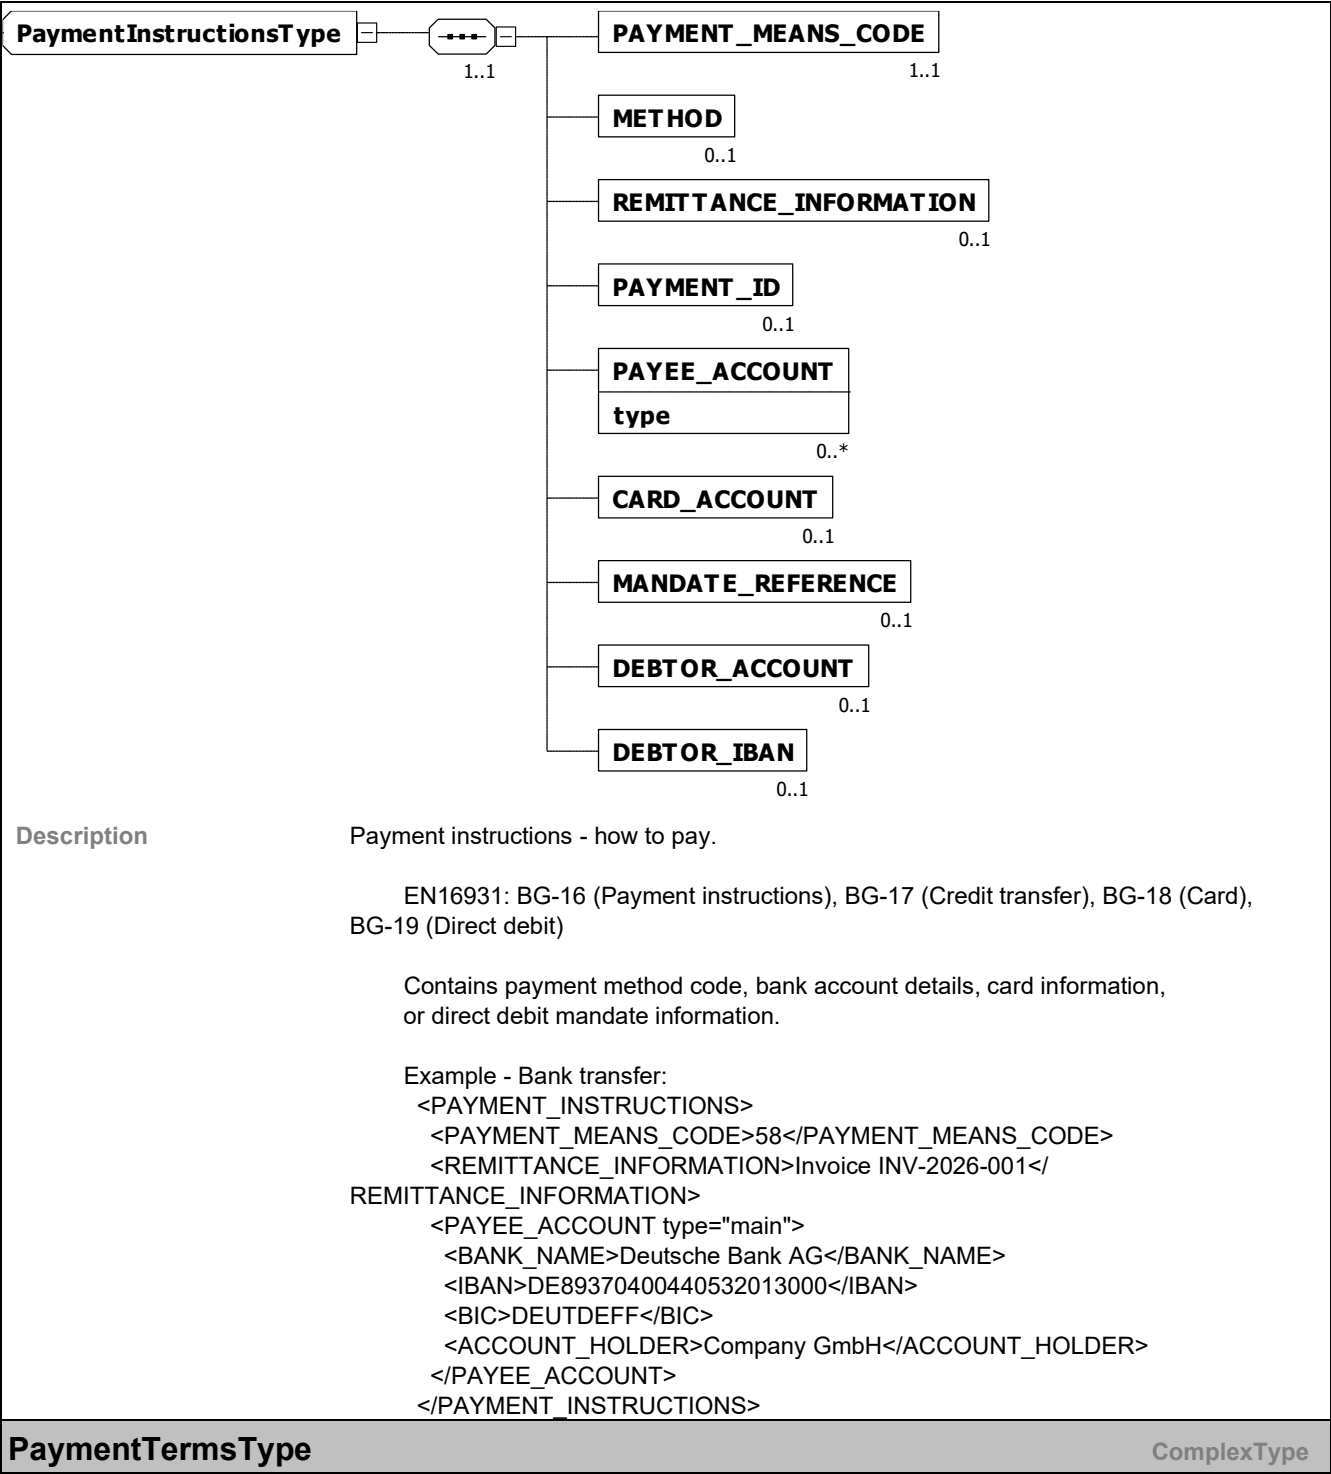 PaymentInstructionsType
1..1
PAYMENT_MEANS_CODE
1..1
METHOD
0..1
REMITTANCE_INFORMATION
0..1
PAYMENT_ID
0..1
PAYEE_ACCOUNT
type
0..*
CARD_ACCOUNT
0..1
MANDATE_REFERENCE
0..1
DEBTOR_ACCOUNT
0..1
DEBTOR_IBAN
0..1
Description
Payment instructions - how to pay.
EN16931: BG-16 (Payment instructions), BG-17 (Credit transfer), BG-18 (Card),
BG-19 (Direct debit)
Contains payment method code, bank account details, card information,
or direct debit mandate information.
Example - Bank transfer:
<PAYMENT_INSTRUCTIONS>
<PAYMENT_MEANS_CODE>58</PAYMENT_MEANS_CODE>
<REMITTANCE_INFORMATION>Invoice INV-2026-001</
REMITTANCE_INFORMATION>
<PAYEE_ACCOUNT type="main">
<BANK_NAME>Deutsche Bank AG</BANK_NAME>
<IBAN>DE89370400440532013000</IBAN>
<BIC>DEUTDEFF</BIC>
<ACCOUNT_HOLDER>Company GmbH</ACCOUNT_HOLDER>
</PAYEE_ACCOUNT>
</PAYMENT_INSTRUCTIONS>
PaymentTermsType ComplexType